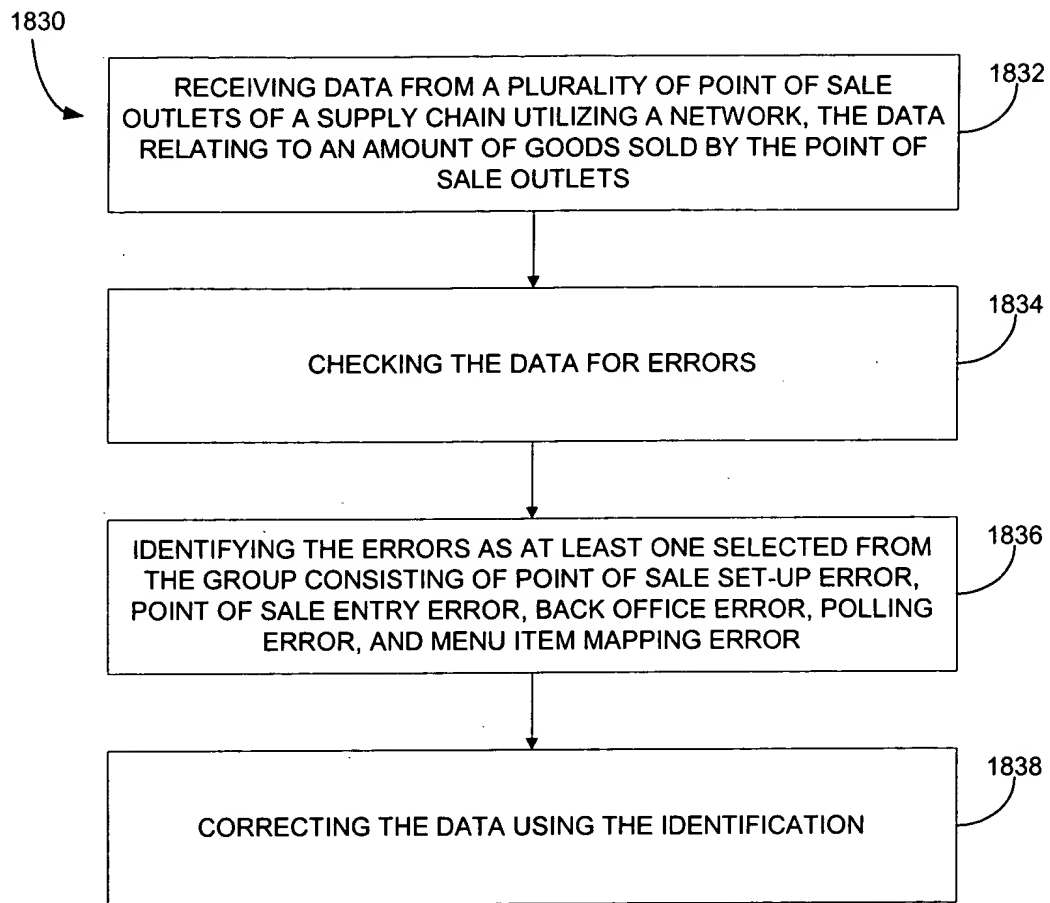 1830
RECEIVING DATA FROM A PLURALITY OF POINT OF SALE
OUTLETS OF A SUPPLY CHAIN UTILIZING A NETWORK, THE DATA
RELATING TO AN AMOUNT OF GOODS SOLD BY THE POINT OF
SALE OUTLETS
1832
CHECKING THE DATA FOR ERRORS
1834
IDENTIFYING THE ERRORS AS AT LEAST ONE SELECTED FROM
THE GROUP CONSISTING OF POINT OF SALE SET-UP ERROR,
POINT OF SALE ENTRY ERROR, BACK OFFICE ERROR, POLLING
ERROR, AND MENU ITEM MAPPING ERROR
1836
CORRECTING THE DATA USING THE IDENTIFICATION
1838